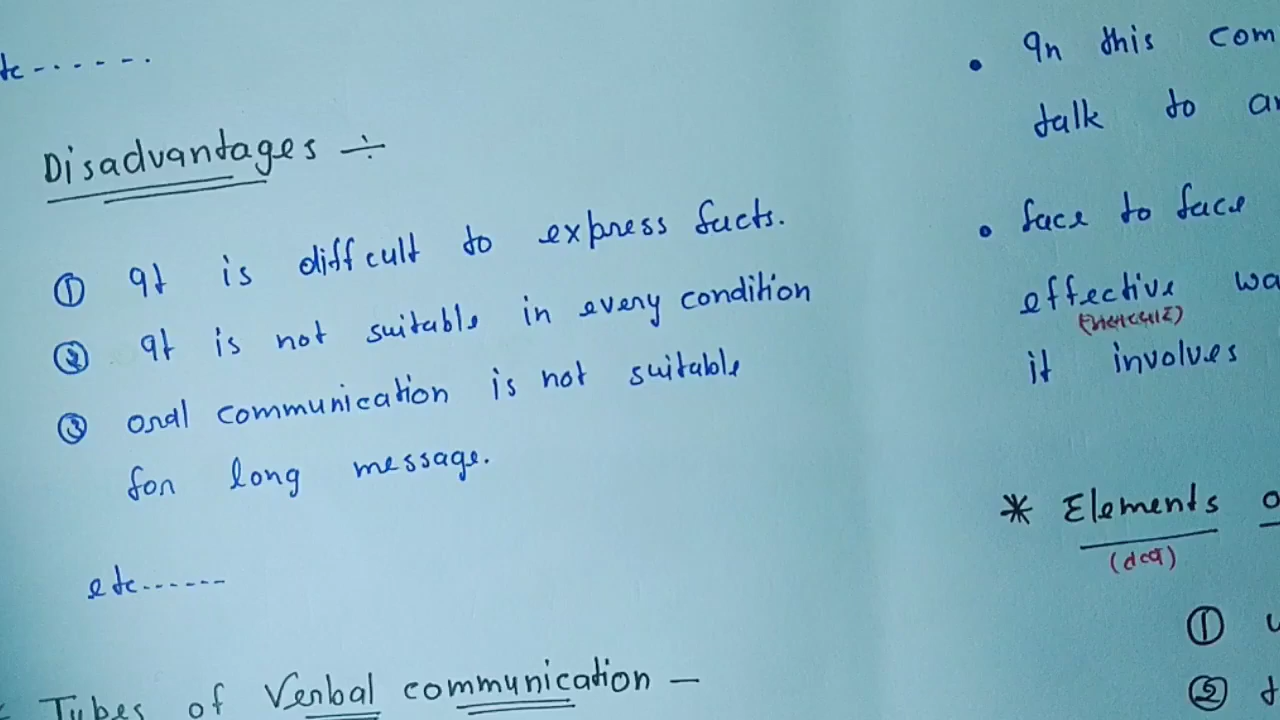 etc------.
Disadvantages ÷
① It is difficult to express facts.
② It is not suitable in every condition
③ oral communication is not suitable
for long message.
etc......
Types of Verbal communication —
• In this com
talk to an
• face to face
effective wa
it involves
* Elements o
(तत्व)
①
②